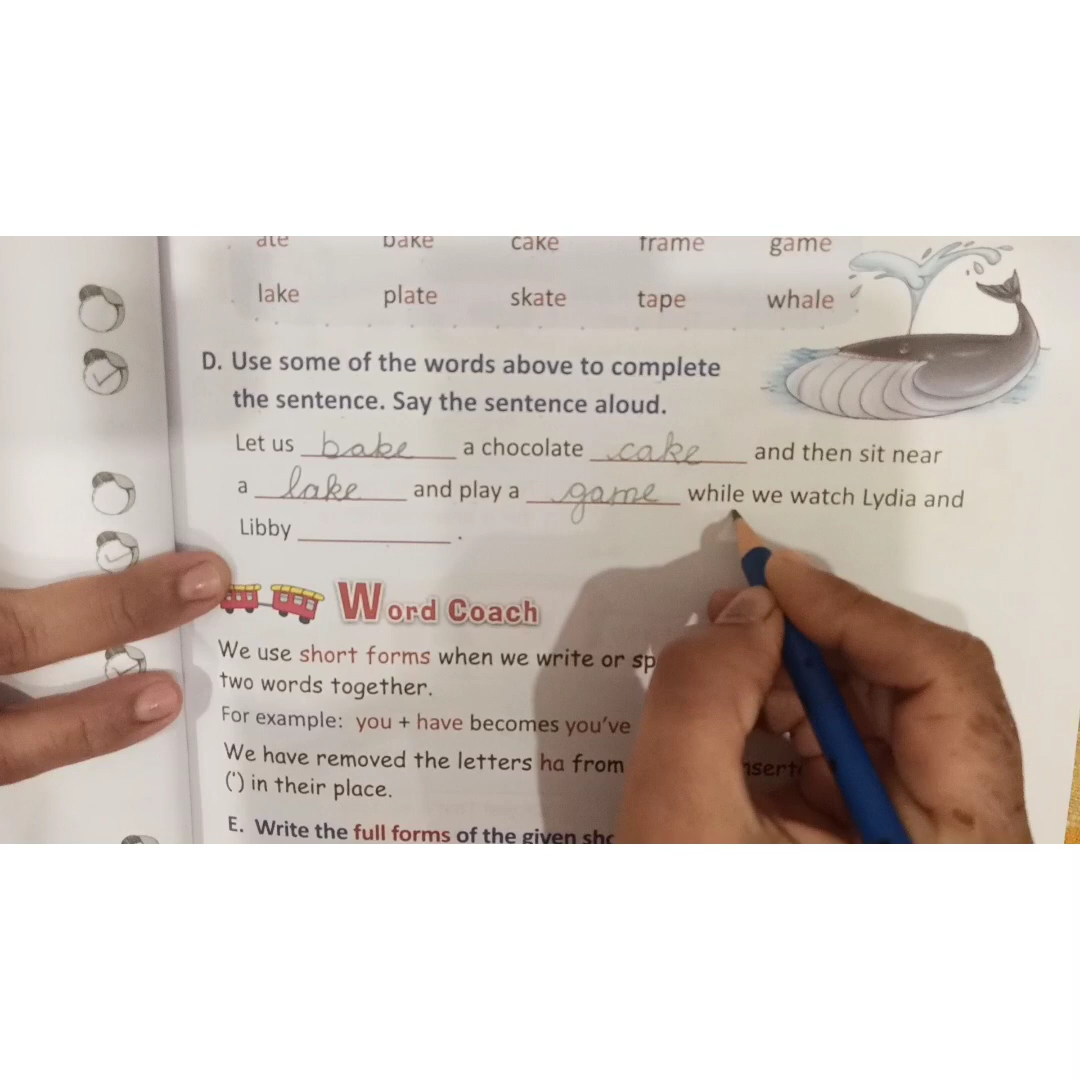 ate bake cake frame game
lake plate skate tape whale
D. Use some of the words above to complete
the sentence. Say the sentence aloud.
Let us bake a chocolate cake and then sit near
a lake and play a game while we watch Lydia and
Libby __________ .
Word Coach
We use short forms when we write or sp
two words together.
For example: you + have becomes you've
We have removed the letters ha from
(') in their place.
E. Write the full forms of the given